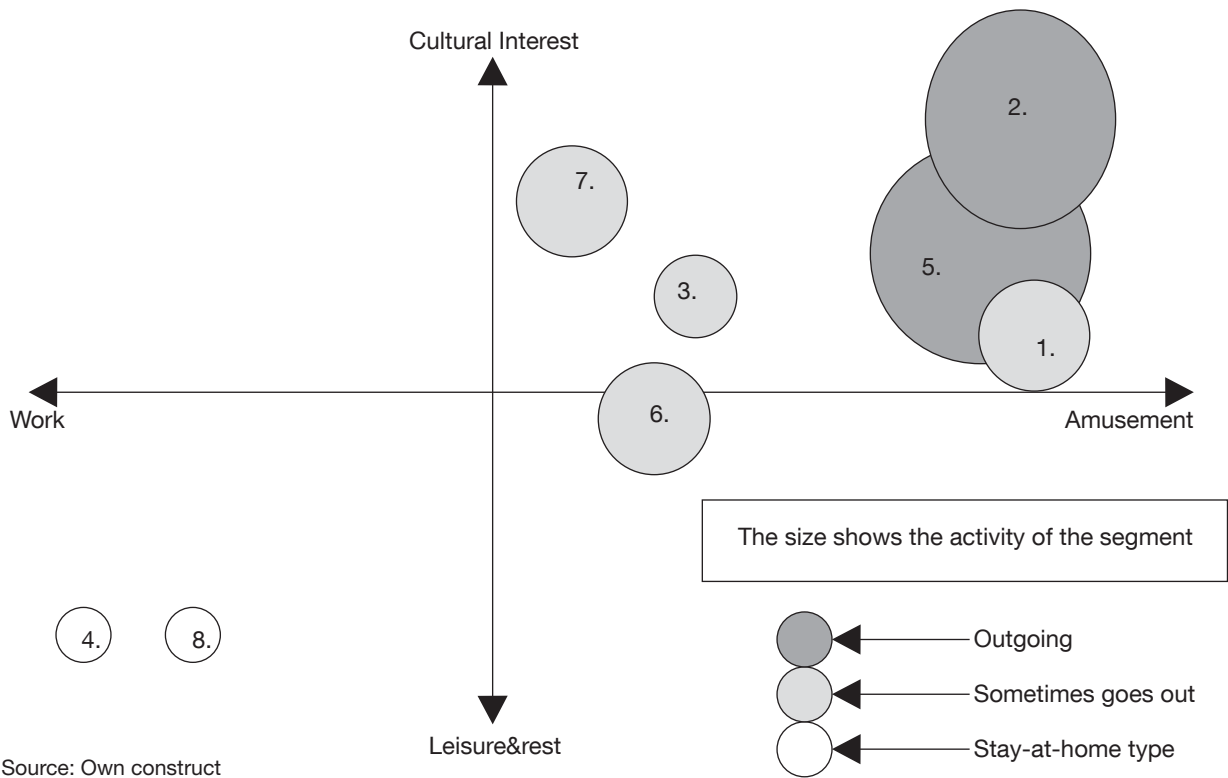 Cultural Interest
2.
7.
5.
3.
1.
6.
Work
Amusement
The size shows the activity of the segment
4.
8.
Outgoing
Sometimes goes out
Stay-at-home type
Leisure&rest
Source: Own construct